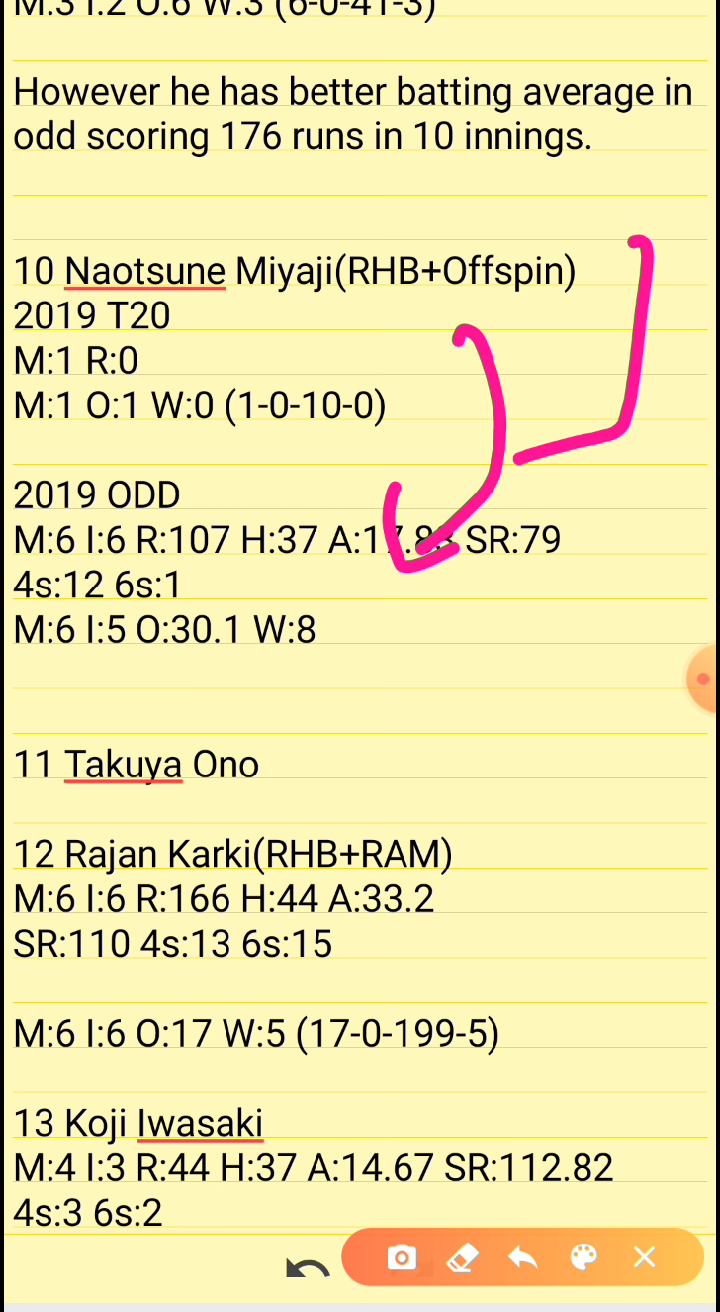 M:3 I:2 O:6 W:3 (6-0-41-3)
However he has better batting average in
odd scoring 176 runs in 10 innings.
10 Naotsune Miyaji(RHB+Offspin)
2019 T20
M:1 R:0
M:1 O:1 W:0 (1-0-10-0)
2019 ODD
M:6 I:6 R:107 H:37 A:17.83 SR:79
4s:12 6s:1
M:6 I:5 O:30.1 W:8
11 Takuya Ono
12 Rajan Karki(RHB+RAM)
M:6 I:6 R:166 H:44 A:33.2
SR:110 4s:13 6s:15
M:6 I:6 O:17 W:5 (17-0-199-5)
13 Koji Iwasaki
M:4 I:3 R:44 H:37 A:14.67 SR:112.82
4s:3 6s:2